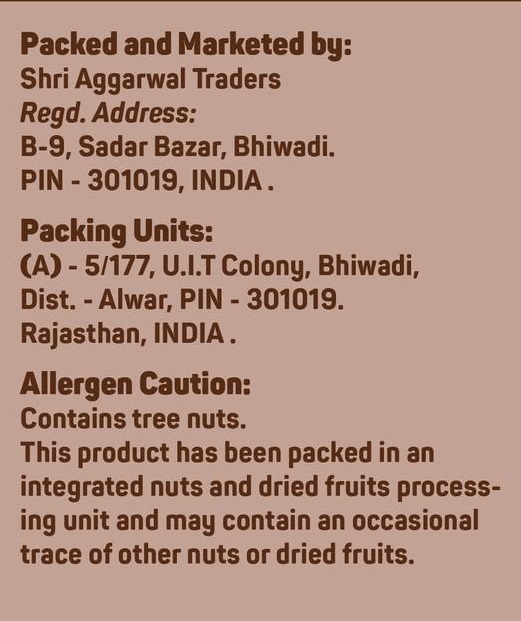 Packed and Marketed by:
Shri Aggarwal Traders
Regd. Address:
B-9, Sadar Bazar, Bhiwadi.
PIN - 301019, INDIA .
Packing Units:
(A) - 5/177, U.I.T Colony, Bhiwadi,
Dist. - Alwar, PIN - 301019.
Rajasthan, INDIA .
Allergen Caution:
Contains tree nuts.
This product has been packed in an
integrated nuts and dried fruits process-
ing unit and may contain an occasional
trace of other nuts or dried fruits.